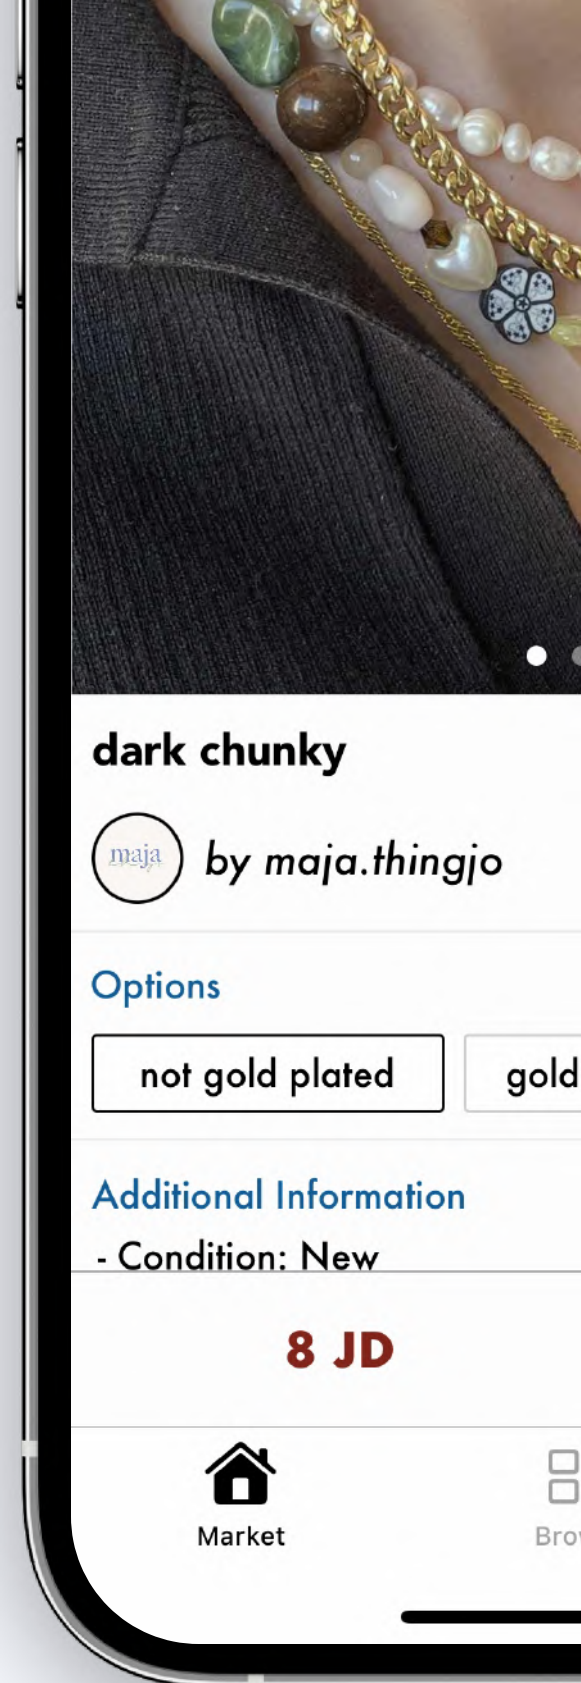 dark chunky
maja
by maja.thingjo
Options
not gold plated
gold
Additional Information
- Condition: New
8 JD
Market